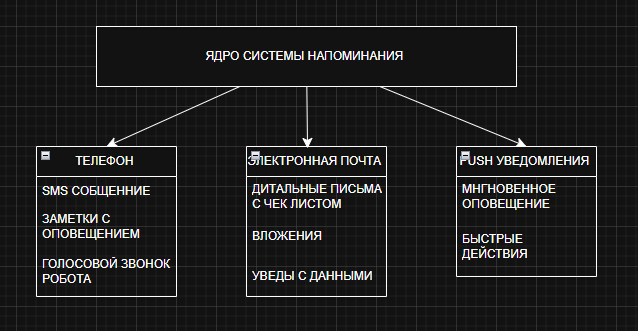 ЯДРО СИСТЕМЫ НАПОМИНАНИЯ
ТЕЛЕФОН
SMS СОБЩЕННИЕ
ЗАМЕТКИ С
ОПОВЕЩЕНИЕМ
ГОЛОСОВОЙ ЗВОНОК
РОБОТА
ЭЛЕКТРОННАЯ ПОЧТА
ДИТАЛЬНЫЕ ПИСЬМА
С ЧЕК ЛИСТОМ
ВЛОЖЕНИЯ
УВЕДЫ С ДАННЫМИ
PUSH УВЕДОМЛЕНИЯ
МНГНОВЕННОЕ
ОПОВЕЩЕНИЕ
БЫСТРЫЕ
ДЕЙСТВИЯ